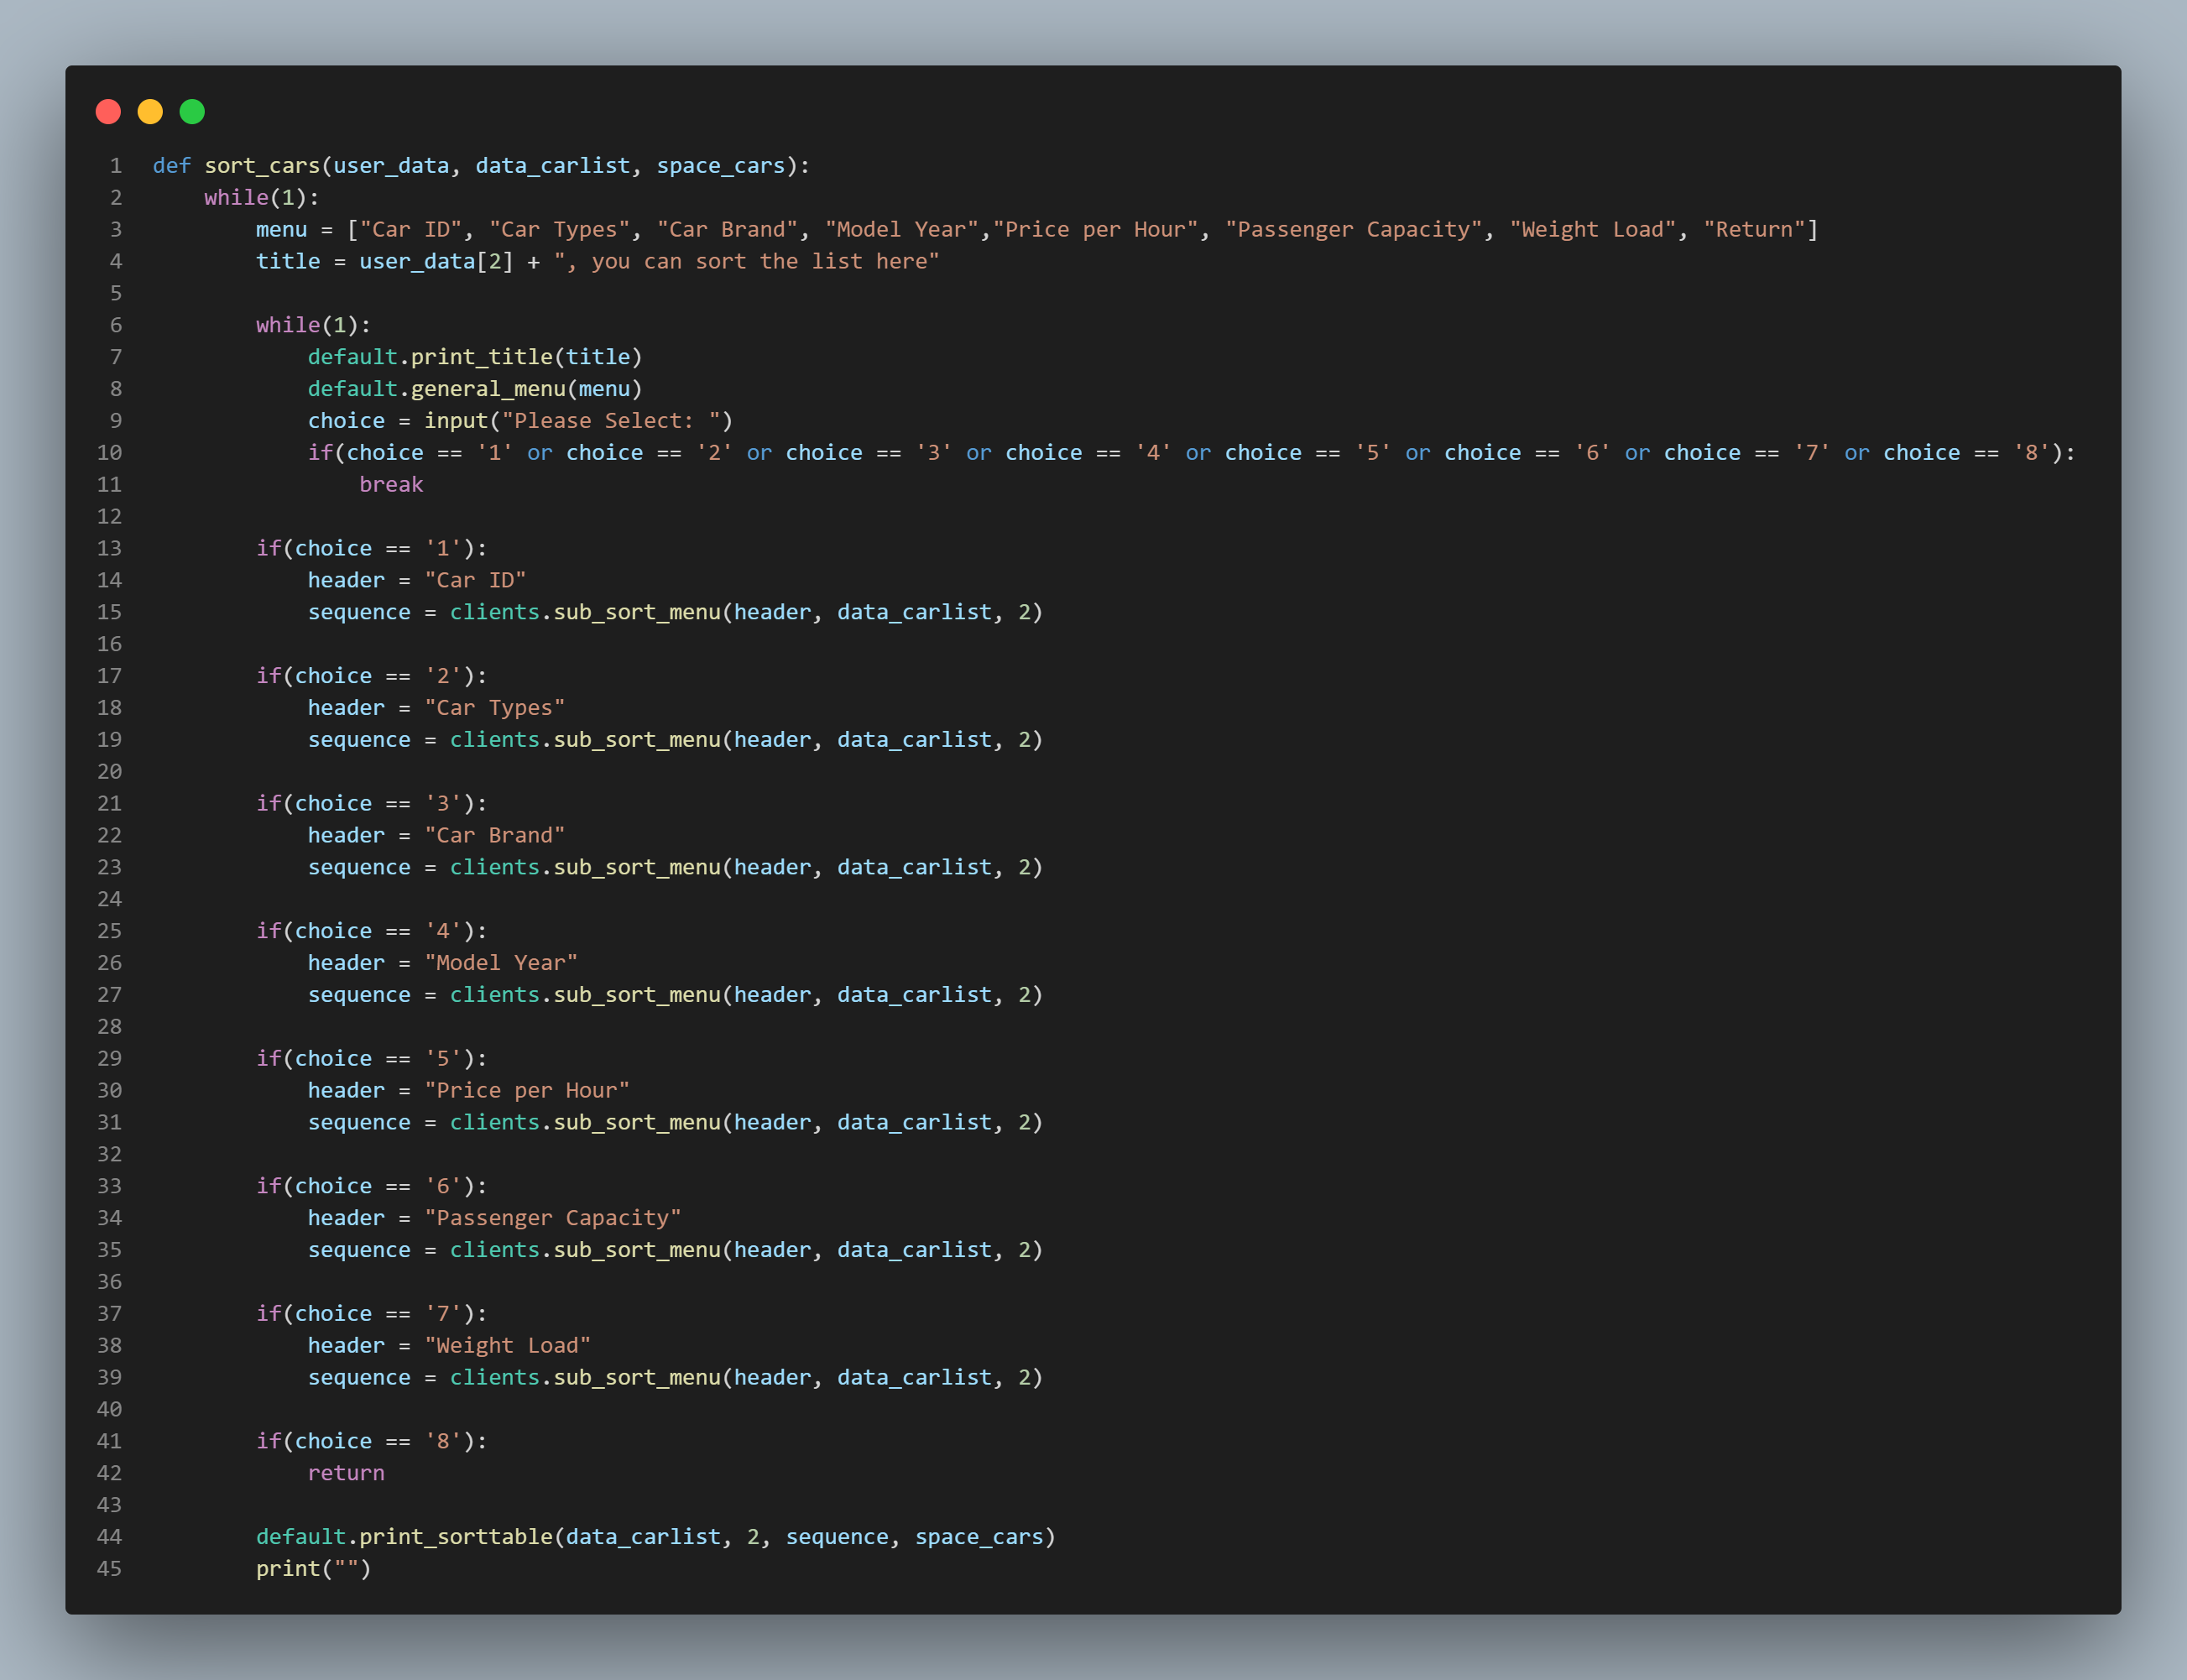 1 def sort_cars(user_data, data_carlist, space_cars):
2     while(1):
3         menu = ["Car ID", "Car Types", "Car Brand", "Model Year","Price per Hour", "Passenger Capacity", "Weight Load", "Return"]
4         title = user_data[2] + ", you can sort the list here"
5
6         while(1):
7             default.print_title(title)
8             default.general_menu(menu)
9             choice = input("Please Select: ")
10             if(choice == '1' or choice == '2' or choice == '3' or choice == '4' or choice == '5' or choice == '6' or choice == '7' or choice == '8'):
11                 break
12
13         if(choice == '1'):
14             header = "Car ID"
15             sequence = clients.sub_sort_menu(header, data_carlist, 2)
16
17         if(choice == '2'):
18             header = "Car Types"
19             sequence = clients.sub_sort_menu(header, data_carlist, 2)
20
21         if(choice == '3'):
22             header = "Car Brand"
23             sequence = clients.sub_sort_menu(header, data_carlist, 2)
24
25         if(choice == '4'):
26             header = "Model Year"
27             sequence = clients.sub_sort_menu(header, data_carlist, 2)
28
29         if(choice == '5'):
30             header = "Price per Hour"
31             sequence = clients.sub_sort_menu(header, data_carlist, 2)
32
33         if(choice == '6'):
34             header = "Passenger Capacity"
35             sequence = clients.sub_sort_menu(header, data_carlist, 2)
36
37         if(choice == '7'):
38             header = "Weight Load"
39             sequence = clients.sub_sort_menu(header, data_carlist, 2)
40
41         if(choice == '8'):
42             return
43
44         default.print_sorttable(data_carlist, 2, sequence, space_cars)
45         print("")